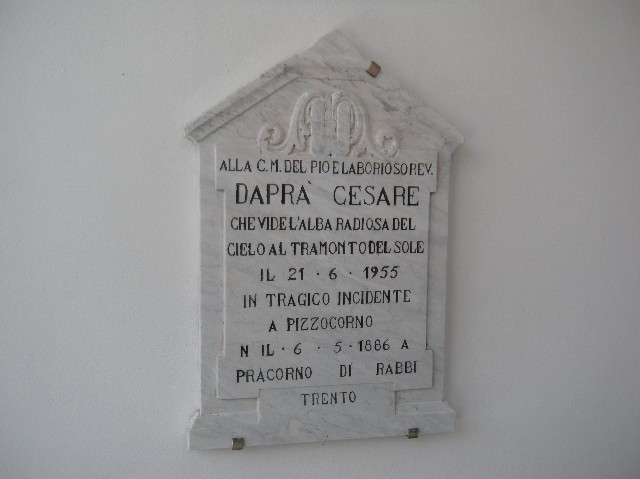 ALLA C.M. DEL PIO E LABORIOSO REV.
DAPRA' CESARE
CHE VIDE L'ALBA RADIOSA DEL
CIELO AL TRAMONTO DEL SOLE
IL 21 · 6 · 1955
IN TRAGICO INCIDENTE
A PIZZOCORNO
N IL · 6 · 5 · 1886 A
PRACORNO DI RABBI
TRENTO